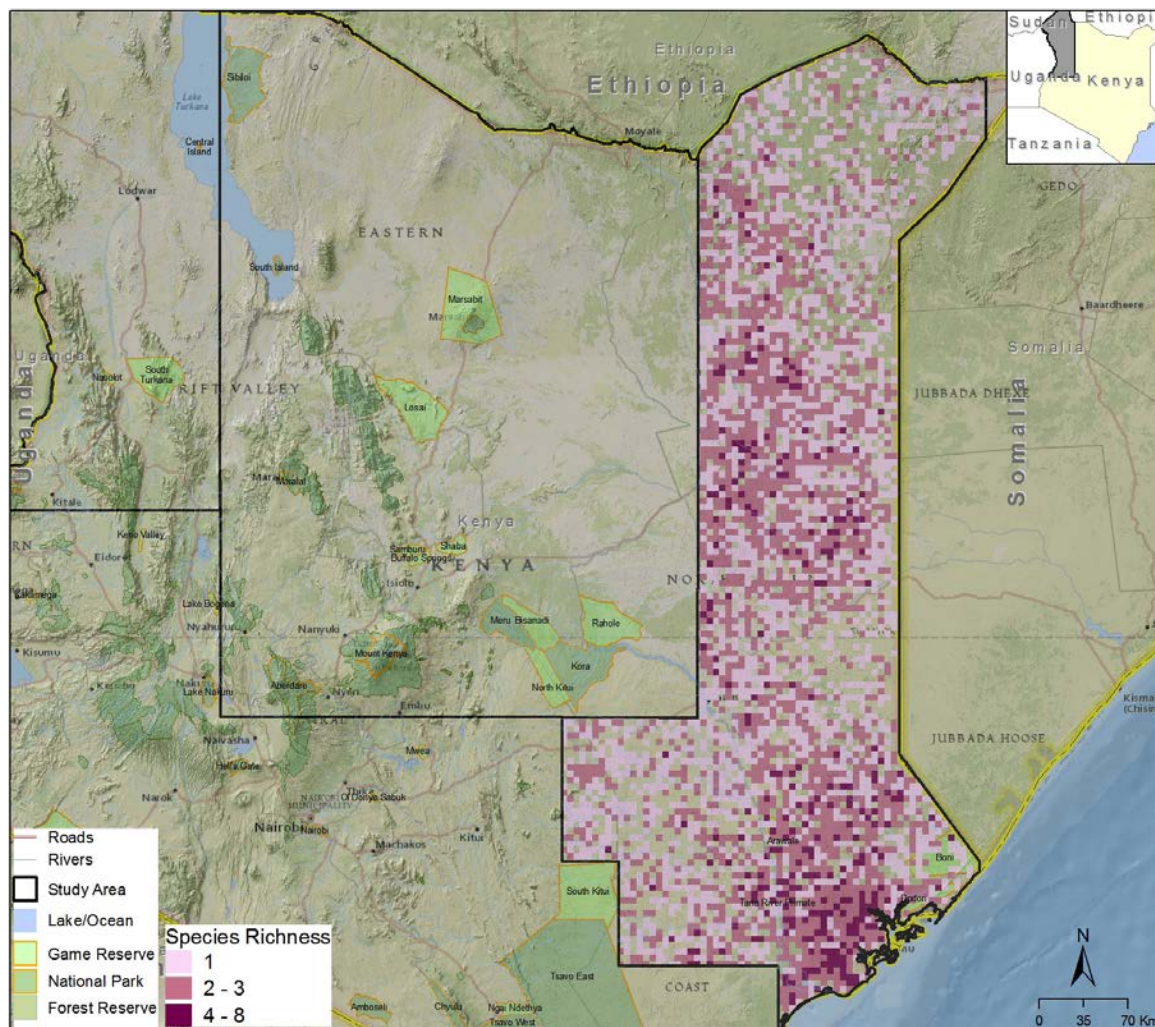 Sudan
Ethiopi
Uganda
Kenya
Tanzania
Ethiopia
Ethiopia
Sibiloi
Lake
Turkana
Moyale
Central
Island
GEDO
Lodwar
EASTERN
South Island
Marsabit
Baardheere
Uganda
Somalia
South
Turkana
Nasolot
RIFT VALLEY
Losai
JUBBADA DHEXE
Uganda
Somalia
Maralal
Kitale
Kenya
Kerio Valley
Samburu
Shaba
Buffalo Springs
Eldoret
KENYA
Isiolo
Lake Bogoria
Meru
Bisanadi
Rahole
Nyahururu
Nanyuki
Kisumu
Mount Kenya
Kora
Lake Nakuru
Aberdare
North Kitui
Embu
JUBBADA HOOSE
Naivasha
Mwea
Hell's Gate
Narok
Ol Donyo Sabuk
Nairobi
Nairobi
Kitui
Machakos
Arawale
Boni
South Kitui
Tana River Primate
Dodori
Tsavo East
COAST
Amboseli
Chyulu
Ngai Ndethya
Tsavo West
Roads
Rivers
Study Area
Lake/Ocean
Game Reserve
National Park
Forest Reserve
Species Richness
1
2 - 3
4 - 8
N
0 35 70 Km